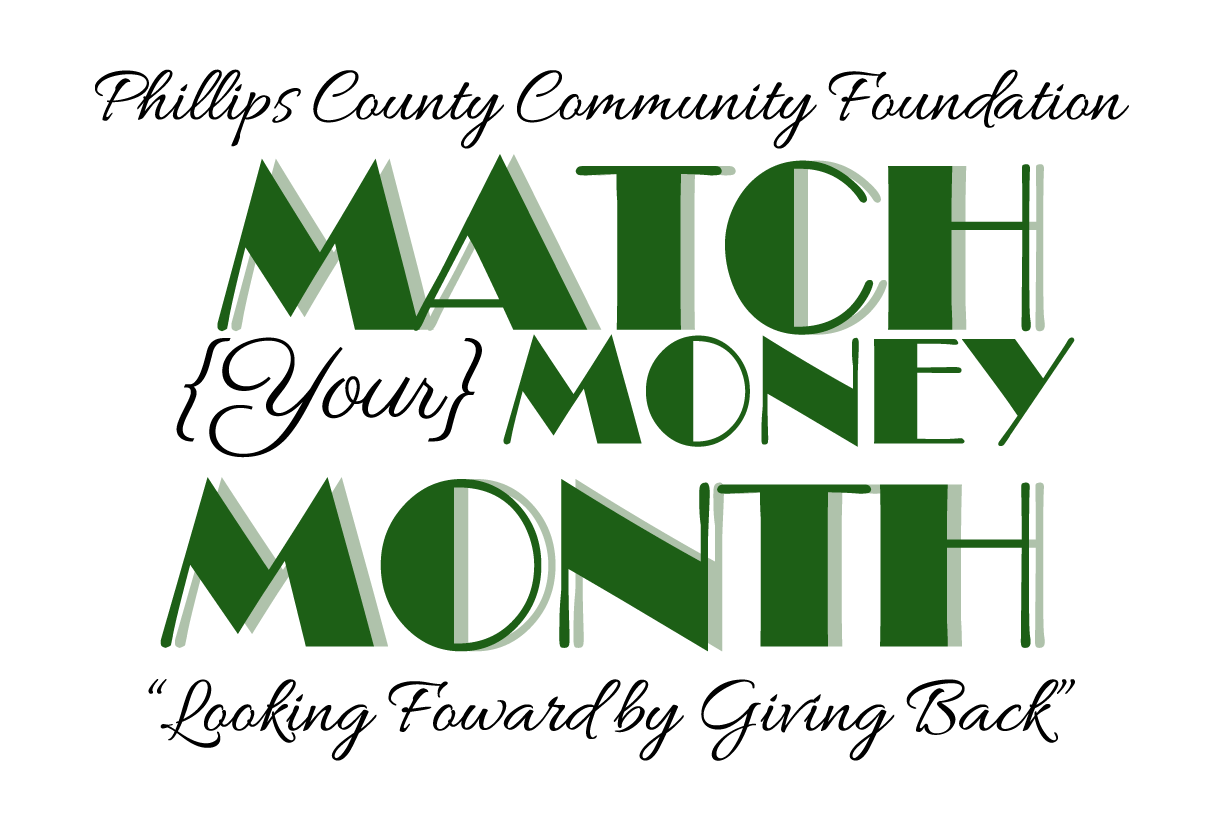 Phillips County Community Foundation
MATCH
{Your} MONEY
MONTH
“Looking Foward by Giving Back”